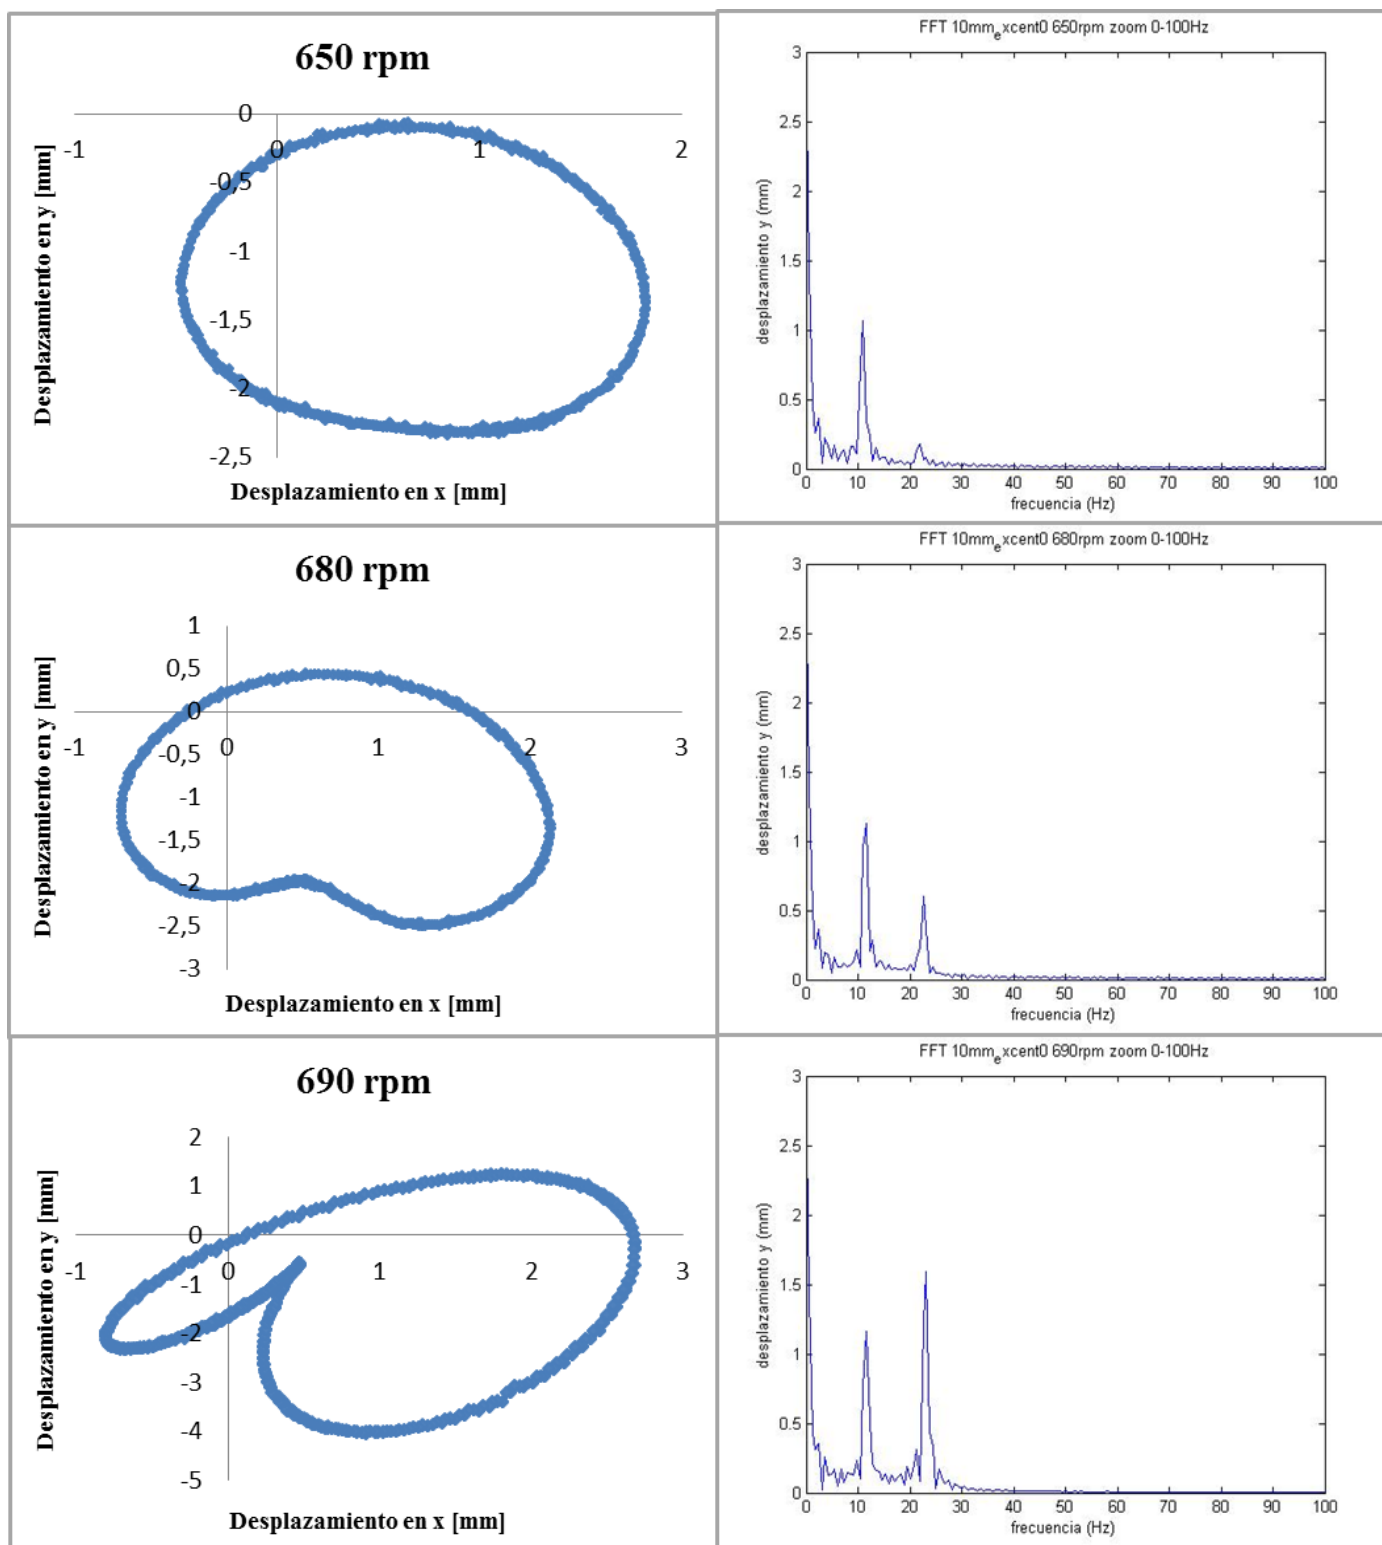 650 rpm
0
-1
0
1
2
-0,5
-1
-1,5
-2
-2,5
Desplazamiento en y [mm]
Desplazamiento en x [mm]
FFT 10mmexcent0 650rpm zoom 0-100Hz
3
2.5
2
1.5
1
0.5
0
desplazamiento y (mm)
0 10 20 30 40 50 60 70 80 90 100
frecuencia (Hz)
680 rpm
1
0,5
0
-1
0
1
2
3
-0,5
-1
-1,5
-2
-2,5
-3
Desplazamiento en y [mm]
Desplazamiento en x [mm]
FFT 10mmexcent0 680rpm zoom 0-100Hz
3
2.5
2
1.5
1
0.5
0
desplazamiento y (mm)
0 10 20 30 40 50 60 70 80 90 100
frecuencia (Hz)
690 rpm
2
1
0
-1
0
1
2
3
-1
-2
-3
-4
-5
Desplazamiento en y [mm]
Desplazamiento en x [mm]
FFT 10mmexcent0 690rpm zoom 0-100Hz
3
2.5
2
1.5
1
0.5
0
desplazamiento y (mm)
0 10 20 30 40 50 60 70 80 90 100
frecuencia (Hz)